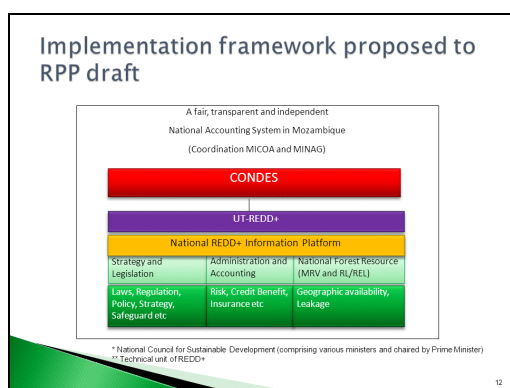 Implementation framework proposed to
RPP draft
A fair, transparent and independent
National Accounting System in Mozambique
(Coordination MICOA and MINAG)
CONDES
UT-REDD+
National REDD+ Information Platform
Strategy and
Legislation
Administration and
Accounting
National Forest Resource
(MRV and RL/REL)
Laws, Regulation,
Policy, Strategy,
Safeguard etc
Risk, Credit Benefit,
Insurance etc
Geographic availability,
Leakage
* National Council for Sustainable Development (comprising various ministers and chaired by Prime Minister)
** Technical unit of REDD+
12